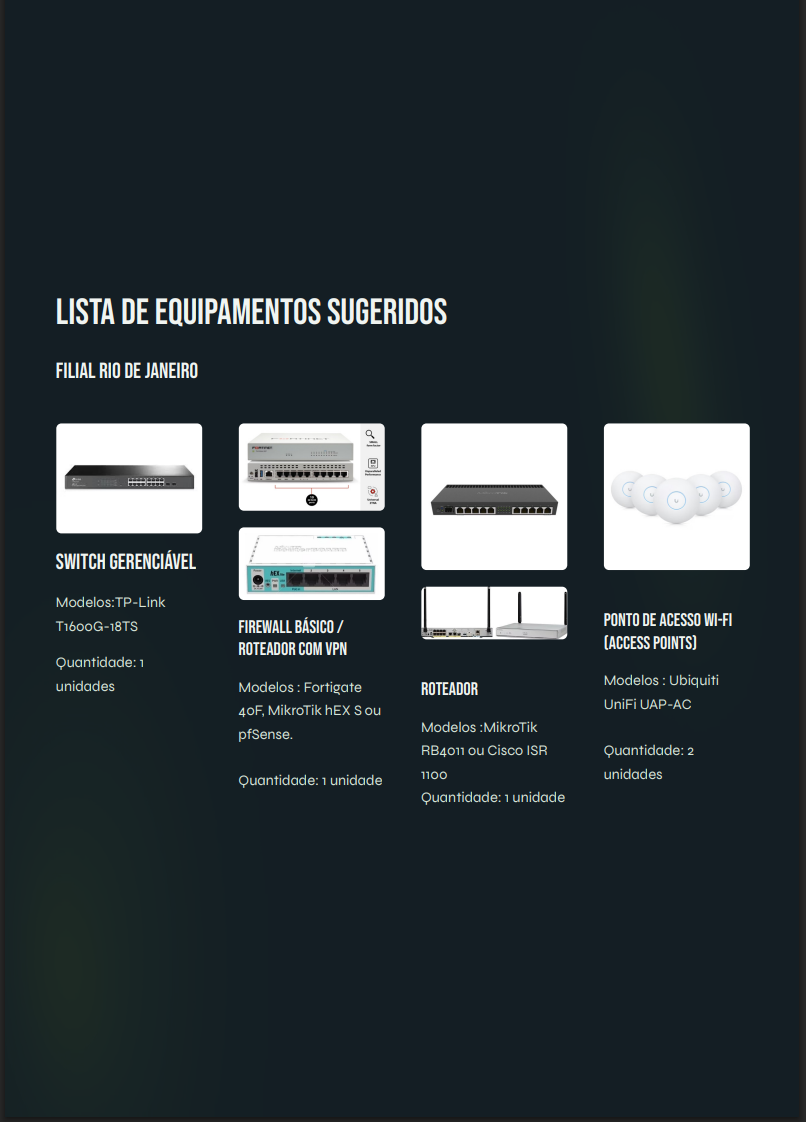 LISTA DE EQUIPAMENTOS SUGERIDOS
FILIAL RIO DE JANEIRO
SWITCH GERENCIÁVEL
Modelos:TP-Link
T1600G-18TS
Quantidade: 1
unidades
hEX
FIREWALL BÁSICO /
ROTEADOR COM VPN
Modelos : Fortigate
40F, MikroTik hEX S ou
pfSense.
Quantidade: 1 unidade
ROTEADOR
Modelos :MikroTik
RB4011 ou Cisco ISR
1100
Quantidade: 1 unidade
PONTO DE ACESSO WI-FI
(ACCESS POINTS)
Modelos : Ubiquiti
UniFi UAP-AC
Quantidade: 2
unidades